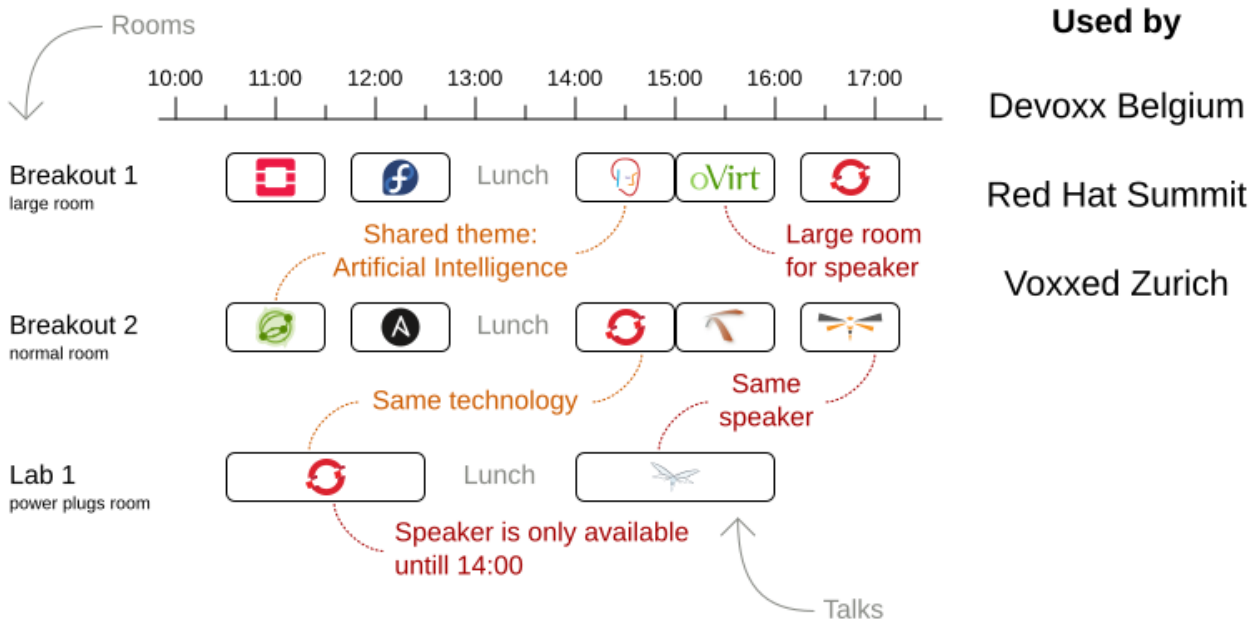 Rooms
Used by
10:00 11:00 12:00 13:00 14:00 15:00 16:00 17:00
Devoxx Belgium
Red Hat Summit
Voxxed Zurich
Breakout 1
large room
Lunch
oVirt
Shared theme:
Artificial Intelligence
Large room
for speaker
Breakout 2
normal room
Lunch
Same technology
Same
speaker
Lab 1
power plugs room
Lunch
Speaker is only available
untill 14:00
Talks